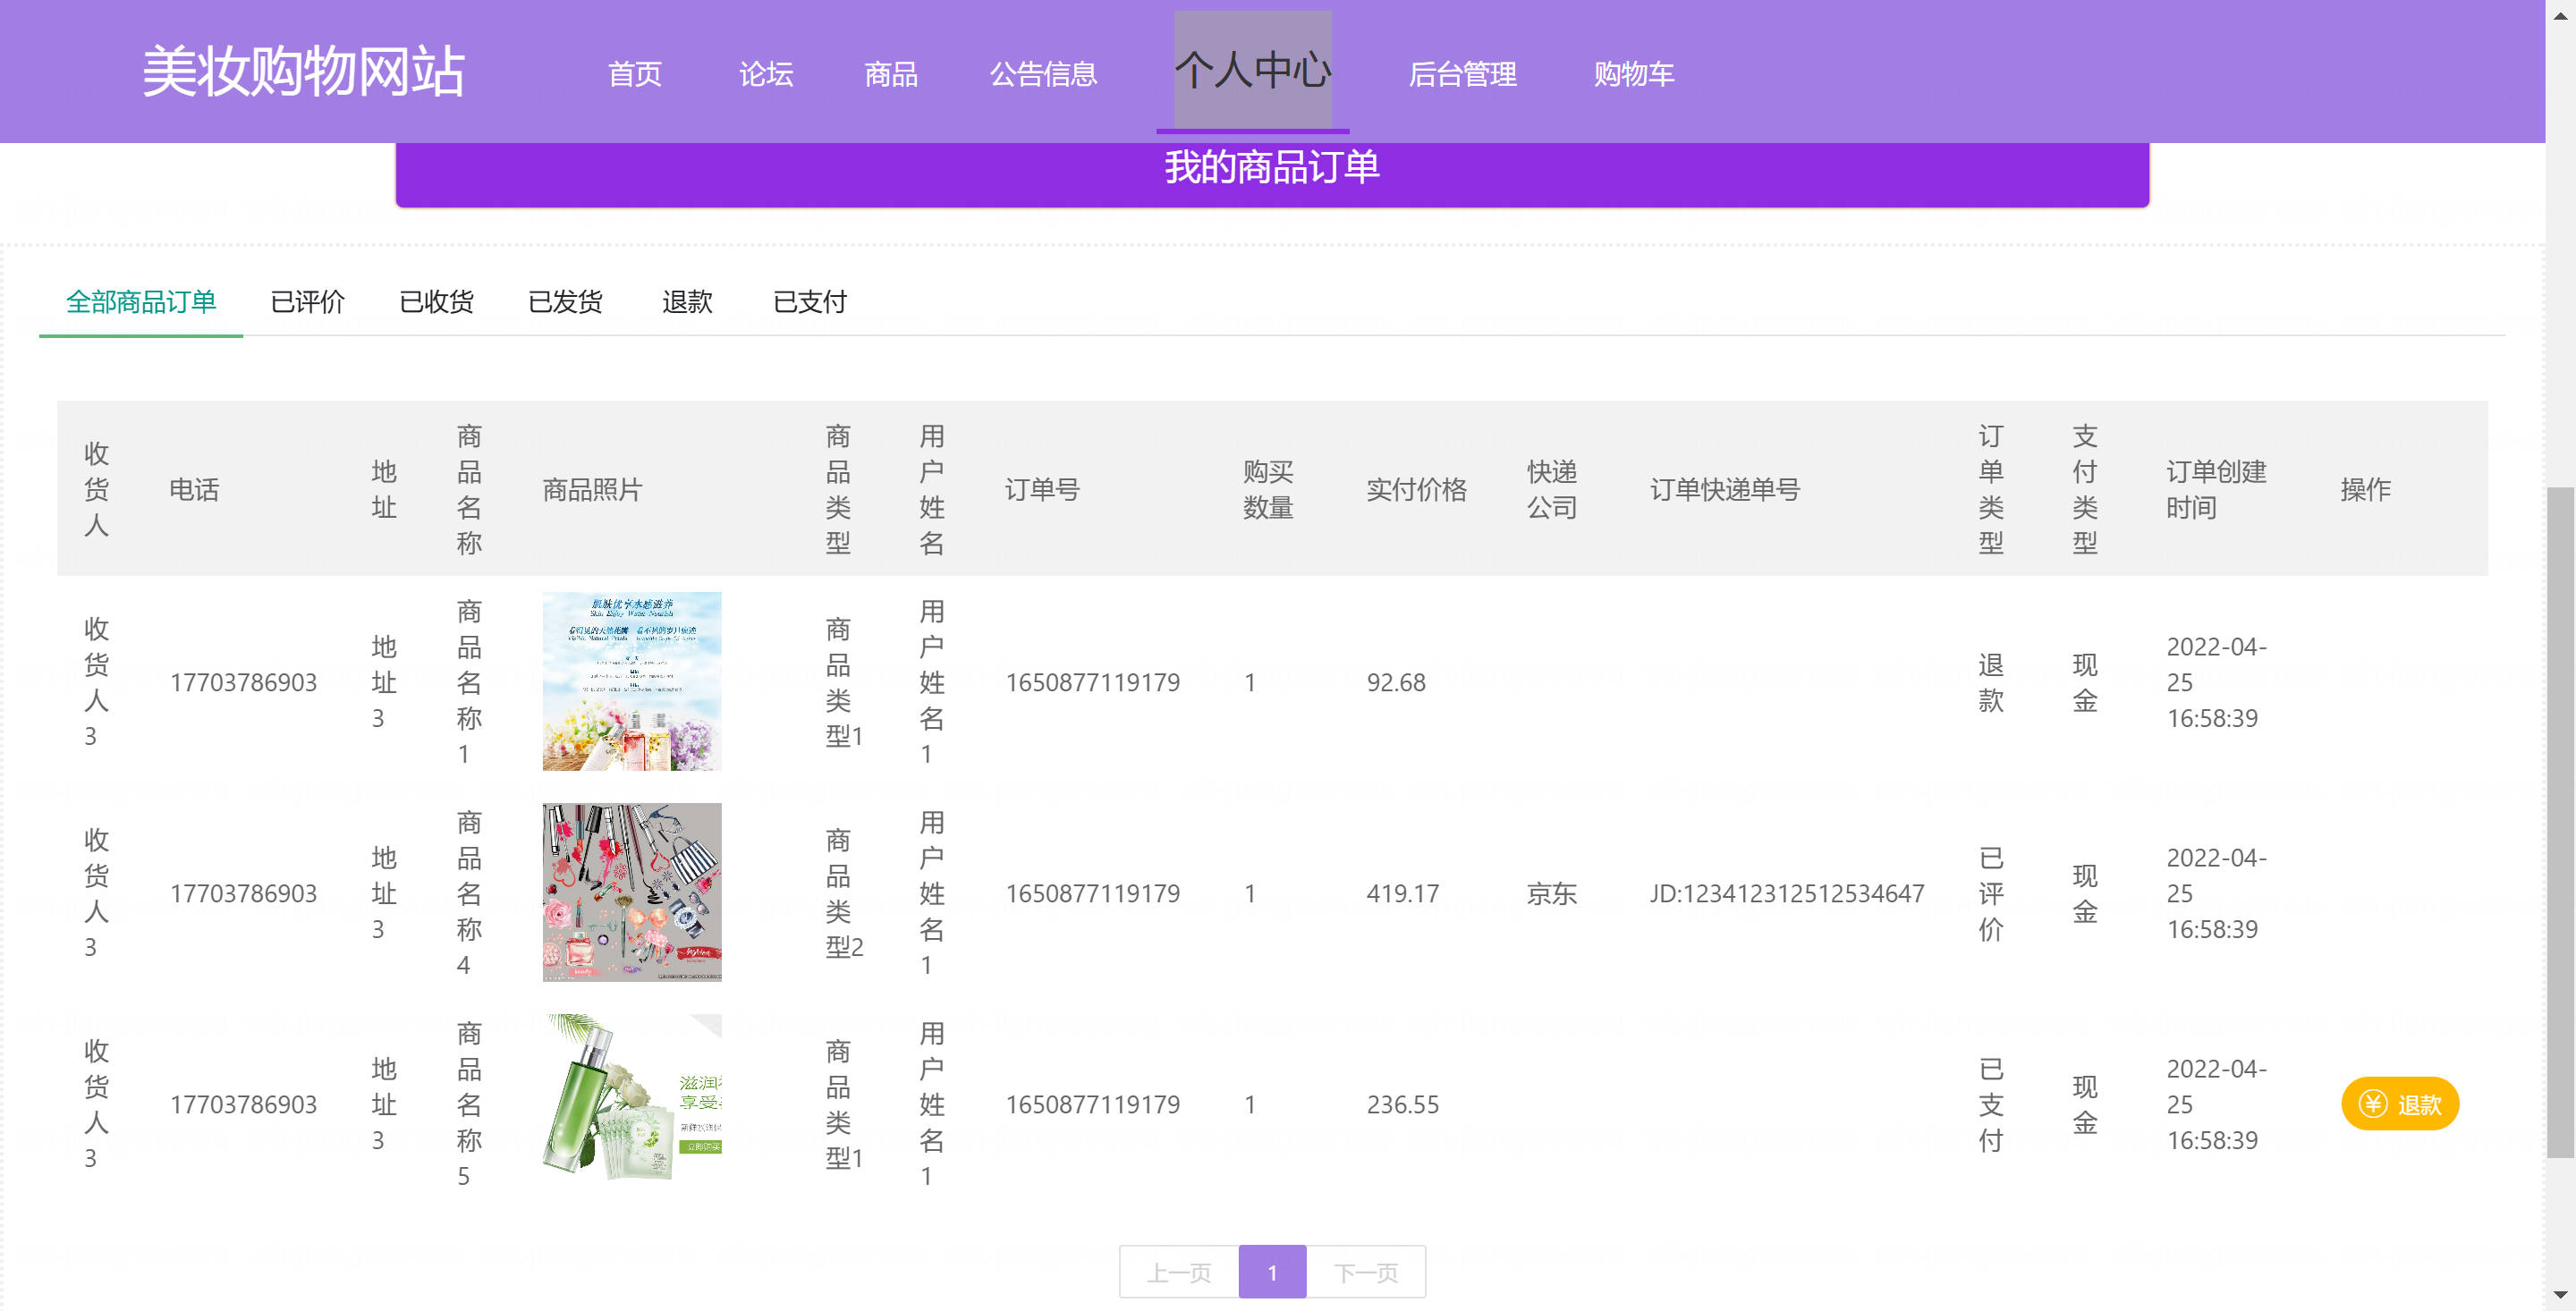 美妆购物网站
首页
论坛
商品
公告信息
个人中心
后台管理
购物车
我的商品订单
全部商品订单
已评价
已收货
已发货
退款
已支付
收货人
电话
地址
商品名称
商品照片
商品类型
用户姓名
订单号
购买数量
实付价格
快递公司
订单快递单号
订单类型
支付类型
订单创建时间
操作
收货人3
17703786903
地址3
商品名称1
肌肤优享水感滋养
商品类型1
用户姓名1
1650877119179
1
92.68
退款
现金
2022-04-25 16:58:39
收货人3
17703786903
地址3
商品名称4
商品类型2
用户姓名1
1650877119179
1
419.17
京东
JD:123412312512534647
已评价
现金
2022-04-25 16:58:39
收货人3
17703786903
地址3
商品名称5
滋润
享受
商品类型1
用户姓名1
1650877119179
1
236.55
已支付
现金
2022-04-25 16:58:39
退款
上一页
1
下一页